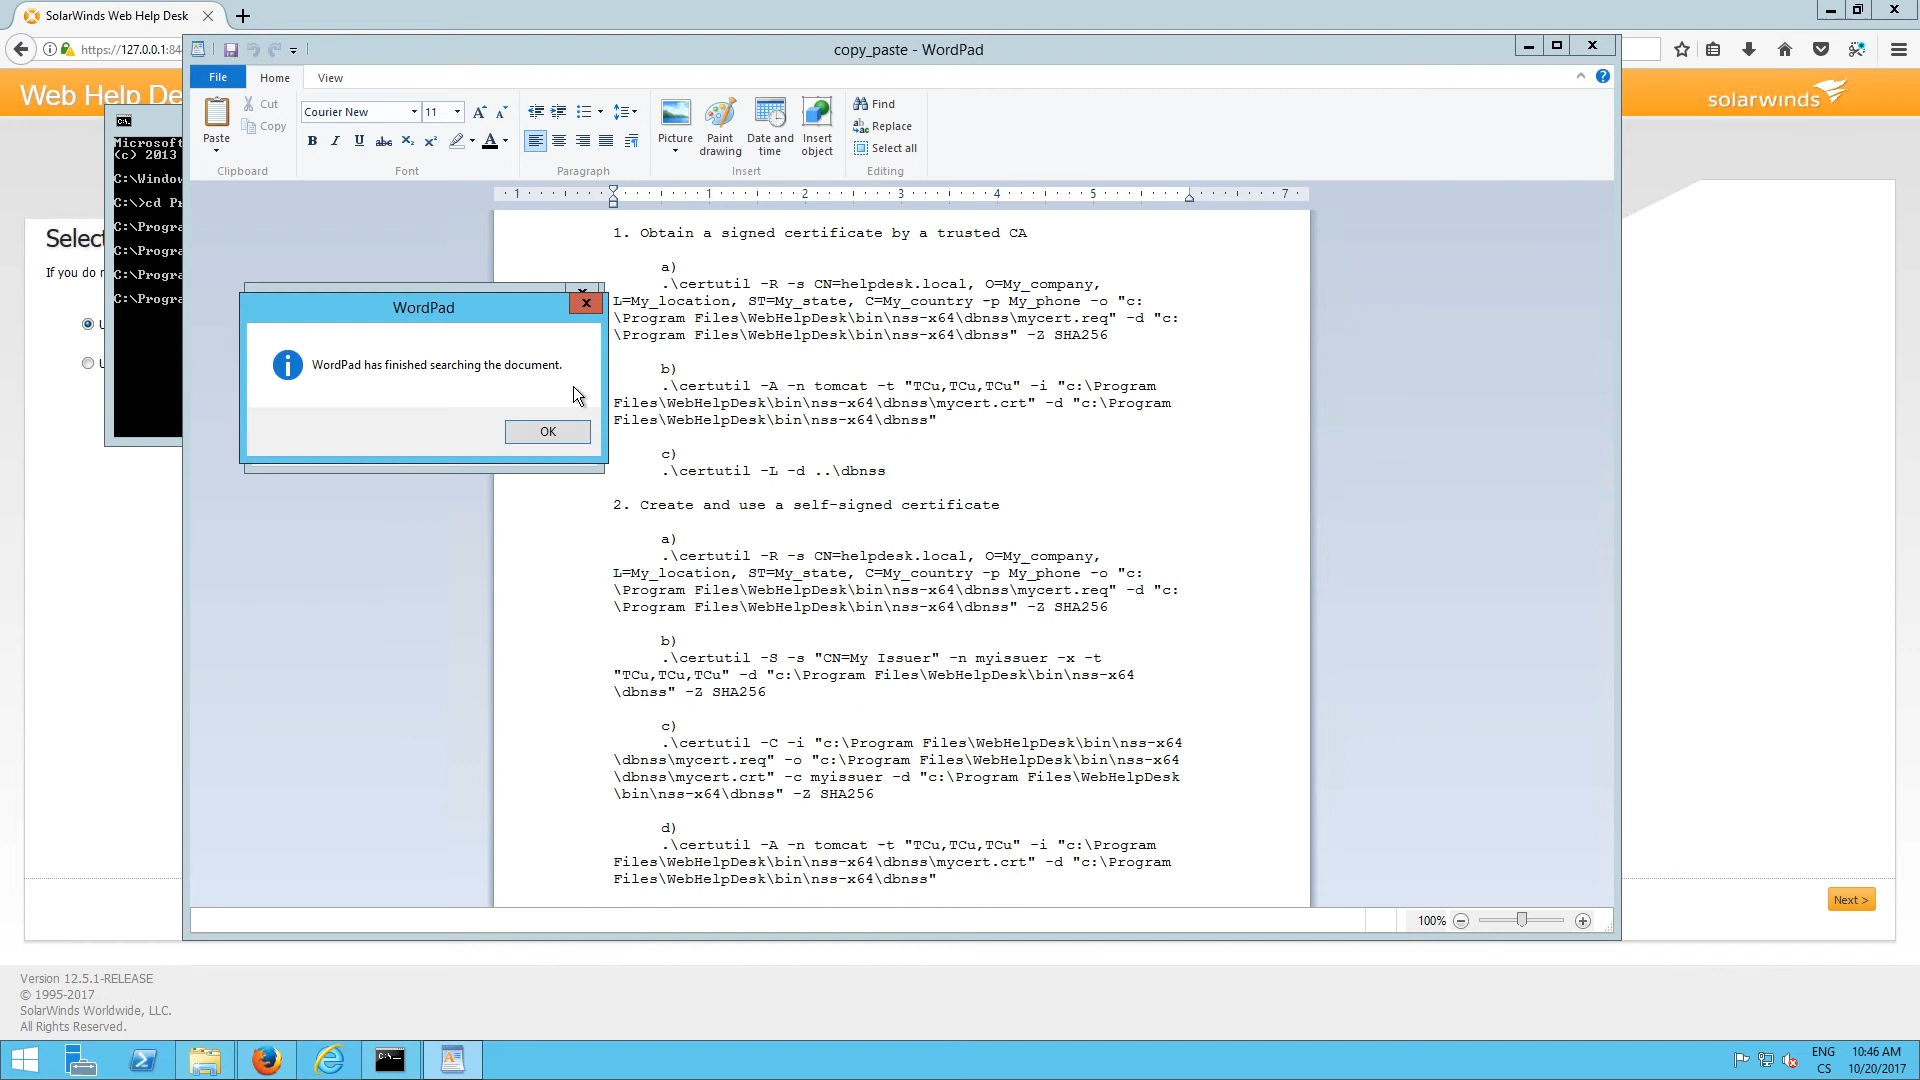 SolarWinds Web Help Desk
https://127.0.0.1:84
copy_paste - WordPad
File
Home
View
Web Help De
solarwinds
Paste
Cut
Copy
Clipboard
Courier New
11
Font
Paragraph
Picture
Paint drawing
Date and time
Insert object
Insert
Find
Replace
Select all
Editing
1 1 2 3 4 5 7
Microsoft
(c) 2013
C:\Window
C:\>cd Pr
C:\Progra
C:\Progra
C:\Progra
C:\Progra
Select
If you do
U
U
WordPad
WordPad has finished searching the document.
OK
1. Obtain a signed certificate by a trusted CA
a)
.\certutil -R -s CN=helpdesk.local, O=My_company,
L=My_location, ST=My_state, C=My_country -p My_phone -o "c:
\Program Files\WebHelpDesk\bin\nss-x64\dbnss\mycert.req" -d "c:
\Program Files\WebHelpDesk\bin\nss-x64\dbnss" -Z SHA256
b)
.\certutil -A -n tomcat -t "TCu,TCu,TCu" -i "c:\Program
Files\WebHelpDesk\bin\nss-x64\dbnss\mycert.crt" -d "c:\Program
Files\WebHelpDesk\bin\nss-x64\dbnss"
c)
.\certutil -L -d ..\dbnss
2. Create and use a self-signed certificate
a)
.\certutil -R -s CN=helpdesk.local, O=My_company,
L=My_location, ST=My_state, C=My_country -p My_phone -o "c:
\Program Files\WebHelpDesk\bin\nss-x64\dbnss\mycert.req" -d "c:
\Program Files\WebHelpDesk\bin\nss-x64\dbnss" -Z SHA256
b)
.\certutil -S -s "CN=My Issuer" -n myissuer -x -t
"TCu,TCu,TCu" -d "c:\Program Files\WebHelpDesk\bin\nss-x64
\dbnss" -Z SHA256
c)
.\certutil -C -i "c:\Program Files\WebHelpDesk\bin\nss-x64
\dbnss\mycert.req" -o "c:\Program Files\WebHelpDesk\bin\nss-x64
\dbnss\mycert.crt" -c myissuer -d "c:\Program Files\WebHelpDesk
\bin\nss-x64\dbnss" -Z SHA256
d)
.\certutil -A -n tomcat -t "TCu,TCu,TCu" -i "c:\Program
Files\WebHelpDesk\bin\nss-x64\dbnss\mycert.crt" -d "c:\Program
Files\WebHelpDesk\bin\nss-x64\dbnss"
Next >
100%
Version 12.5.1-RELEASE
© 1995-2017
SolarWinds Worldwide, LLC.
All Rights Reserved.
ENG
CS
10:46 AM
10/20/2017